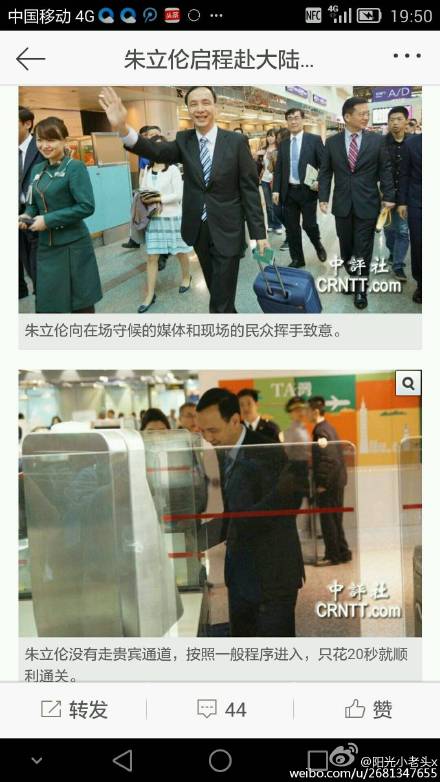 中国移动 4G
NFC
4G
19:50
朱立伦启程赴大陆...
A/D
中評社
CRNTT.com
朱立伦向在场守候的媒体和现场的民众挥手致意。
中評社
CRNTT.com
朱立伦没有走贵宾通道，按照一般程序进入，只花20秒就顺
利通关。
转发
44
赞
@阳光小老头x
weibo.com/u/2681347655